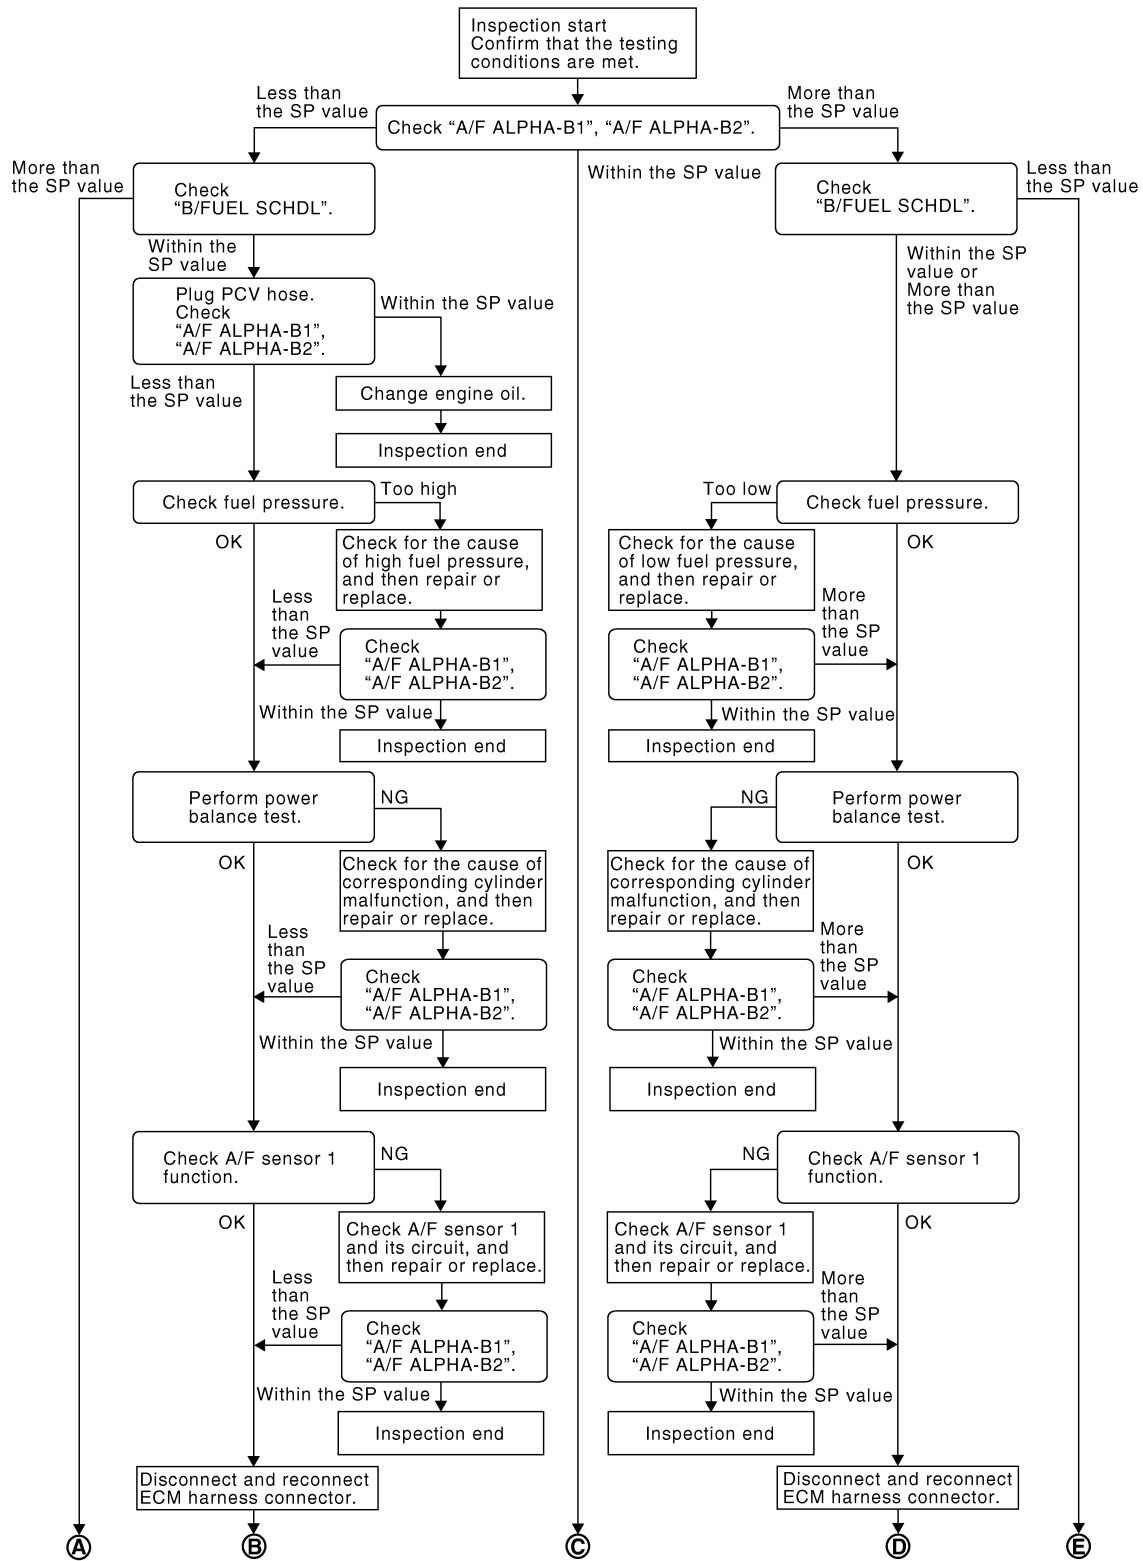 Inspection start
Confirm that the testing
conditions are met.
Less than
the SP value
More than
the SP value
Check “A/F ALPHA-B1”, “A/F ALPHA-B2”.
More than
the SP value
Check
“B/FUEL SCHDL”.
Within the SP value
Check
“B/FUEL SCHDL”.
Less than
the SP value
Within the
SP value
Within the SP
value or
More than
the SP value
Plug PCV hose.
Check
“A/F ALPHA-B1”,
“A/F ALPHA-B2”.
Within the SP value
Less than
the SP value
Change engine oil.
Inspection end
Check fuel pressure.
Too high
Too low
Check fuel pressure.
OK
Check for the cause
of high fuel pressure,
and then repair or
replace.
Check for the cause
of low fuel pressure,
and then repair or
replace.
OK
Less
than
the SP
value
Check
“A/F ALPHA-B1”,
“A/F ALPHA-B2”.
Check
“A/F ALPHA-B1”,
“A/F ALPHA-B2”.
More
than
the SP
value
Within the SP value
Within the SP value
Inspection end
Inspection end
Perform power
balance test.
NG
NG
Perform power
balance test.
OK
Check for the cause of
corresponding cylinder
malfunction, and then
repair or replace.
Check for the cause of
corresponding cylinder
malfunction, and then
repair or replace.
OK
Less
than
the SP
value
Check
“A/F ALPHA-B1”,
“A/F ALPHA-B2”.
Check
“A/F ALPHA-B1”,
“A/F ALPHA-B2”.
More
than
the SP
value
Within the SP value
Within the SP value
Inspection end
Inspection end
Check A/F sensor 1
function.
NG
NG
Check A/F sensor 1
function.
OK
Check A/F sensor 1
and its circuit, and
then repair or replace.
Check A/F sensor 1
and its circuit, and
then repair or replace.
OK
Less
than
the SP
value
Check
“A/F ALPHA-B1”,
“A/F ALPHA-B2”.
Check
“A/F ALPHA-B1”,
“A/F ALPHA-B2”.
More
than
the SP
value
Within the SP value
Within the SP value
Inspection end
Inspection end
Disconnect and reconnect
ECM harness connector.
Disconnect and reconnect
ECM harness connector.
A
B
C
D
E